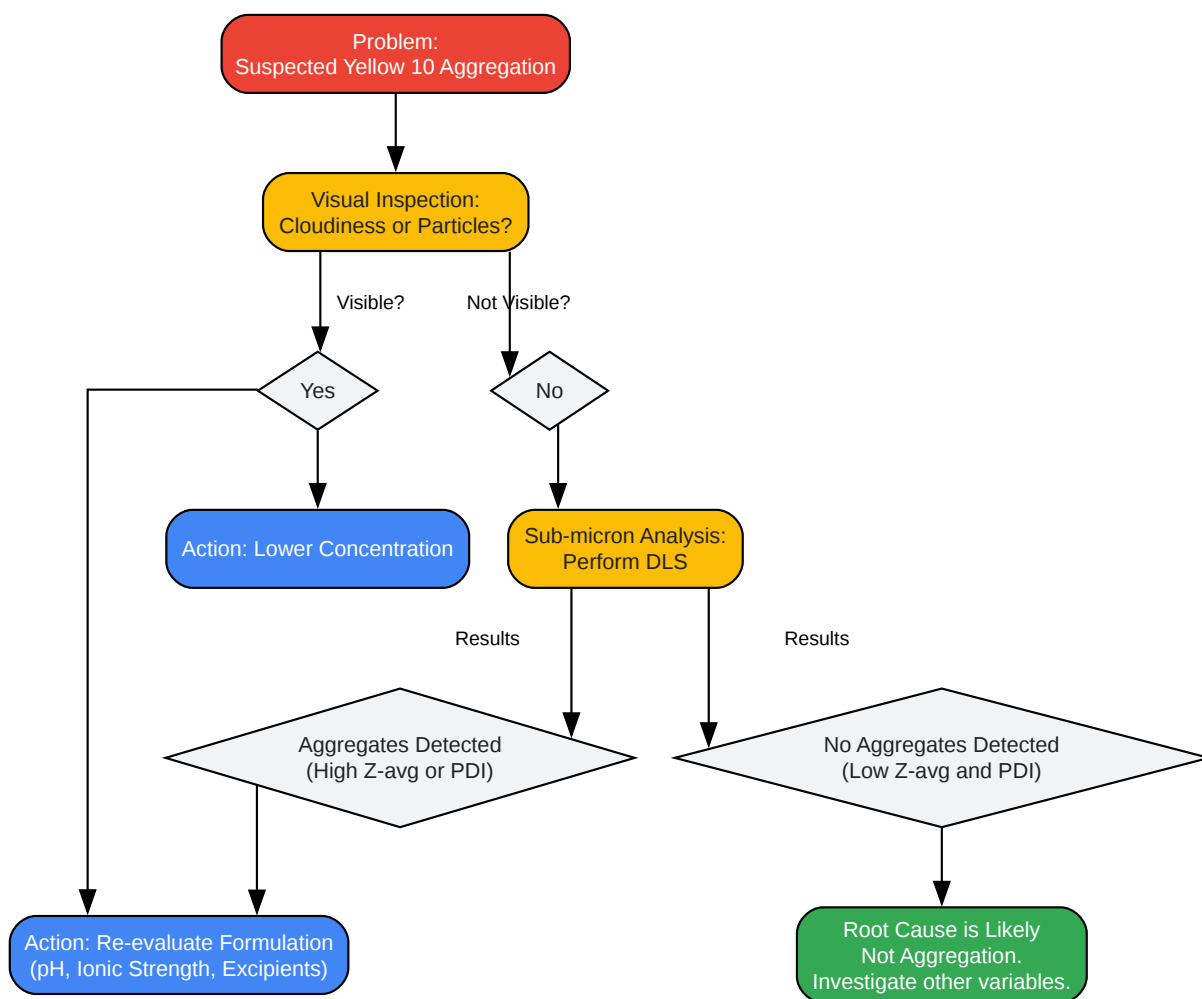 Problem:
Suspected Yellow 10 Aggregation
Visual Inspection:
Cloudiness or Particles?
Visible?
Not Visible?
Yes
No
Action: Lower Concentration
Sub-micron Analysis:
Perform DLS
Results
Results
Aggregates Detected
(High Z-avg or PDI)
No Aggregates Detected
(Low Z-avg and PDI)
Action: Re-evaluate Formulation
(pH, Ionic Strength, Excipients)
Root Cause is Likely
Not Aggregation.
Investigate other variables.